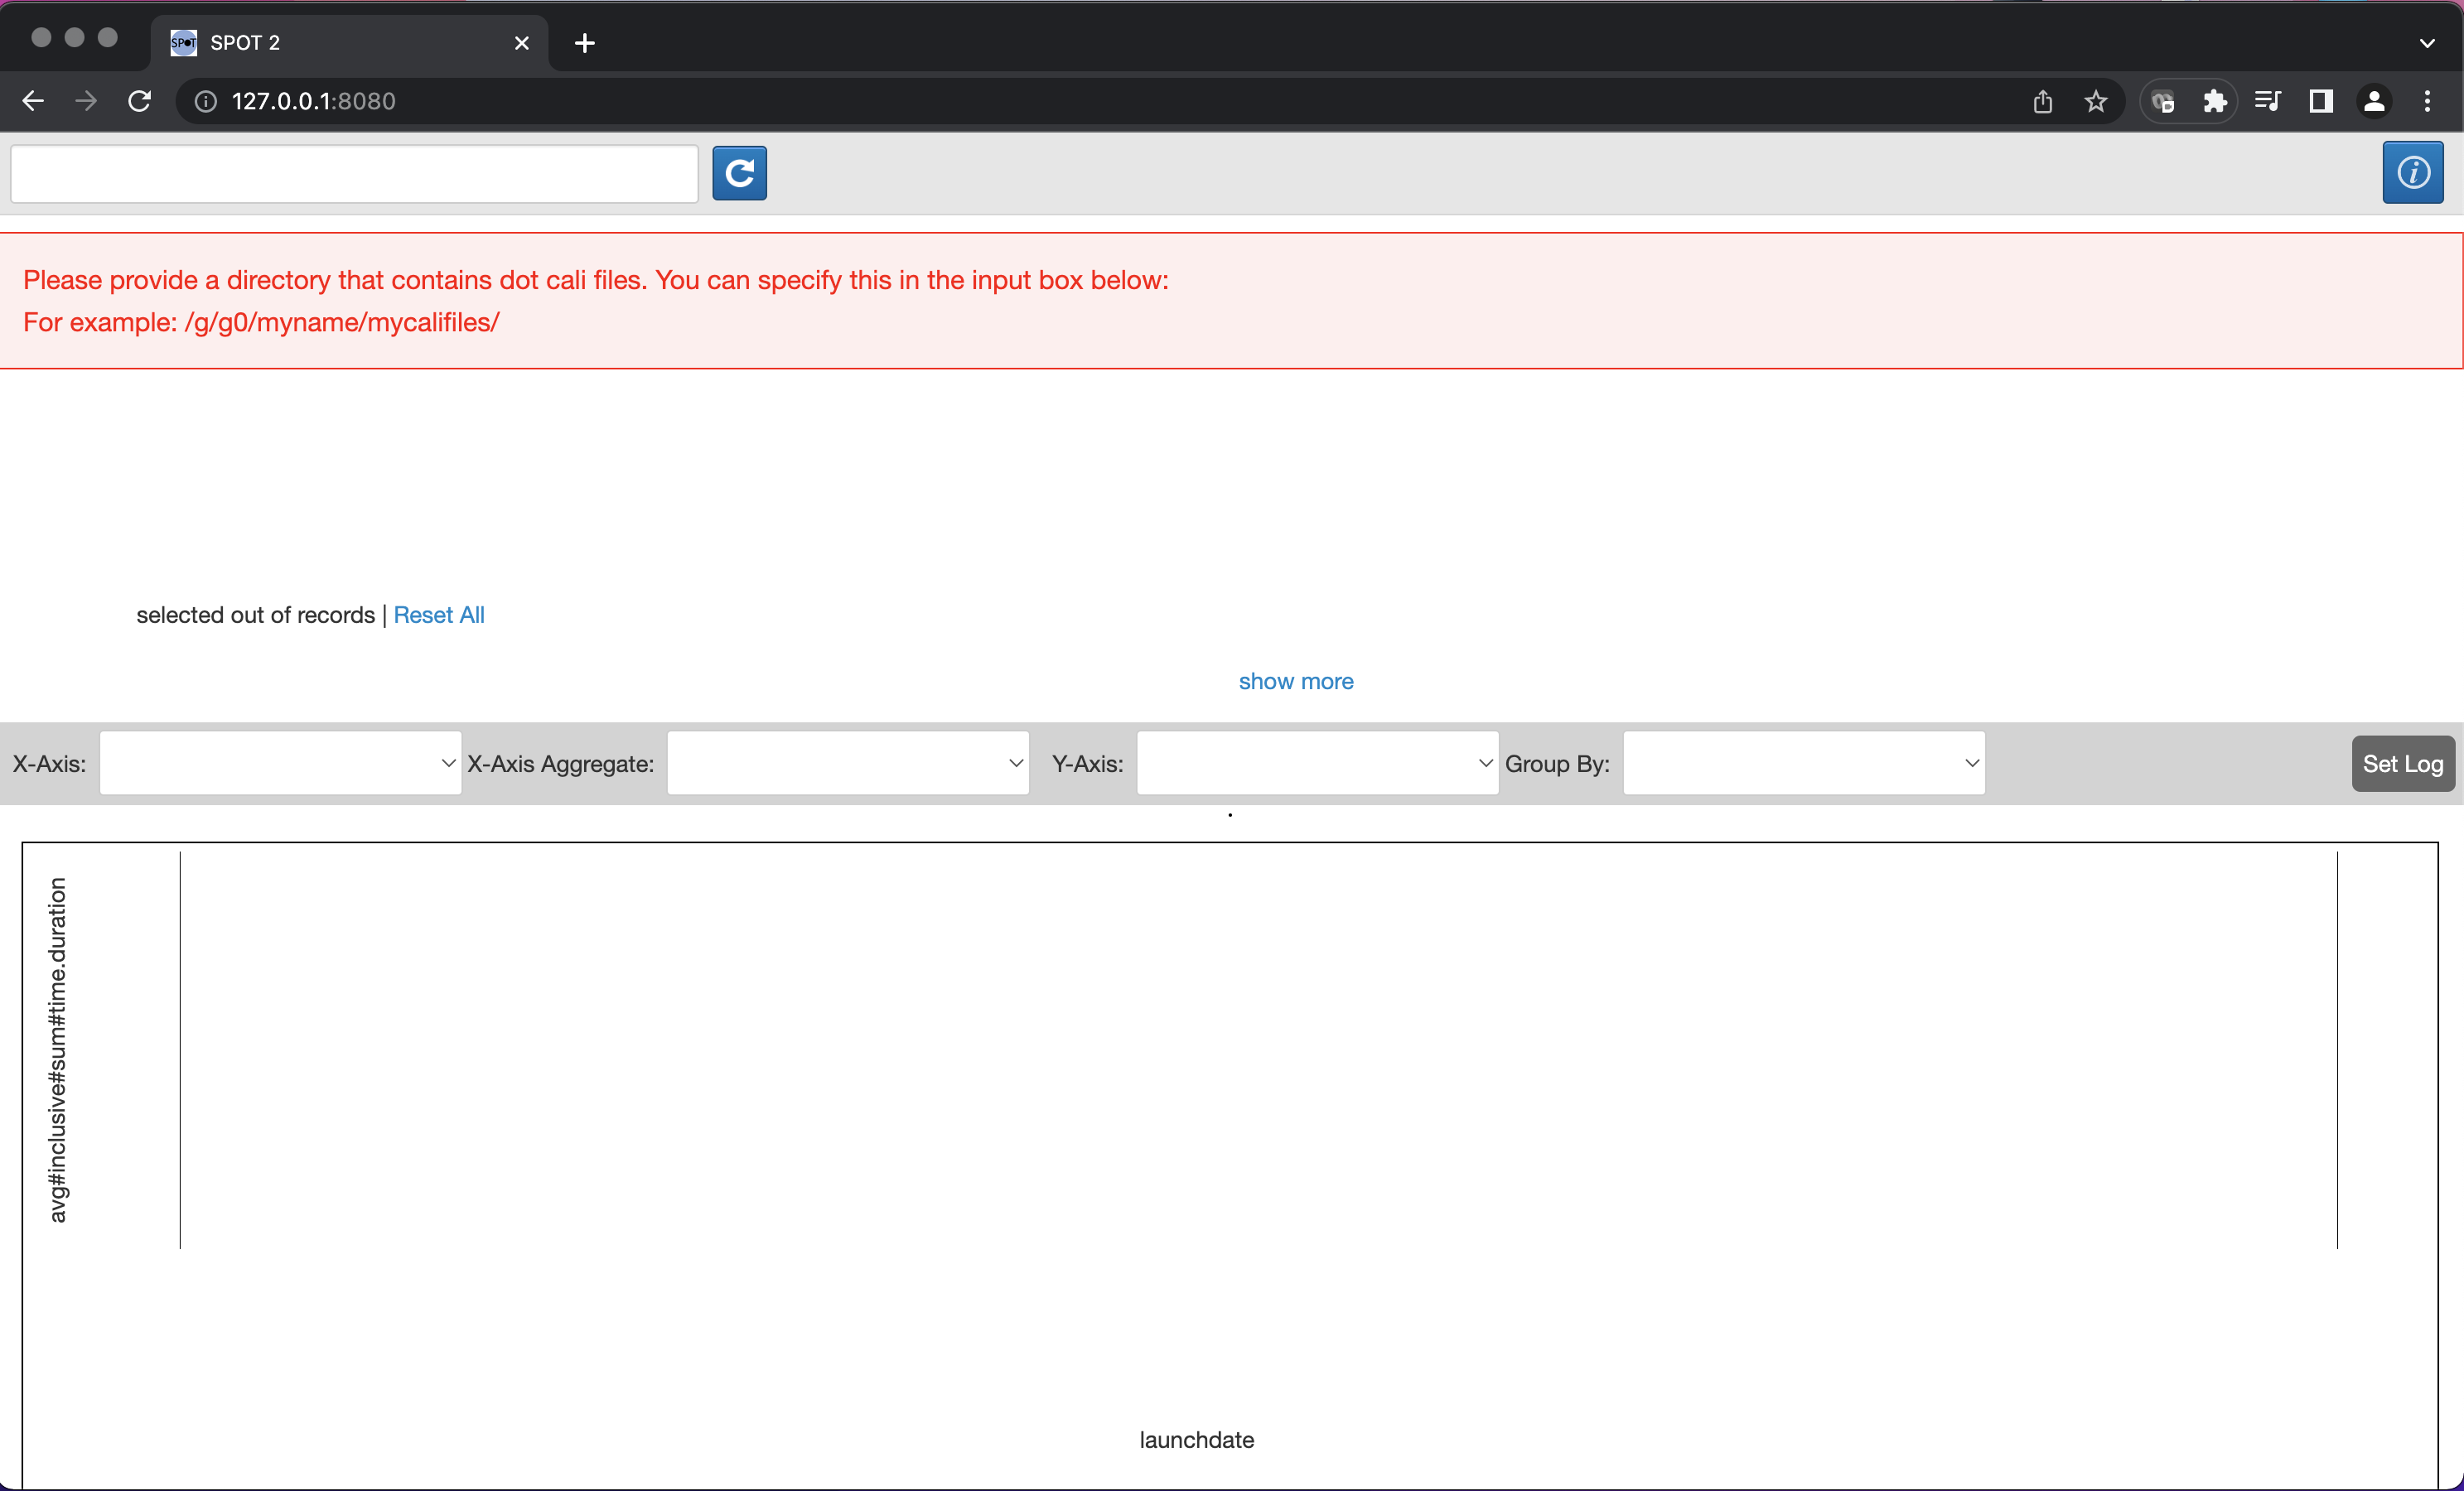 SPOT 2
127.0.0.1:8080
Please provide a directory that contains dot cali files. You can specify this in the input box below:
For example: /g/g0/myname/mycalifiles/
selected out of records | Reset All
show more
X-Axis: X-Axis Aggregate: Y-Axis: Group By: Set Log
.
avg#inclusive#sum#time.duration
launchdate